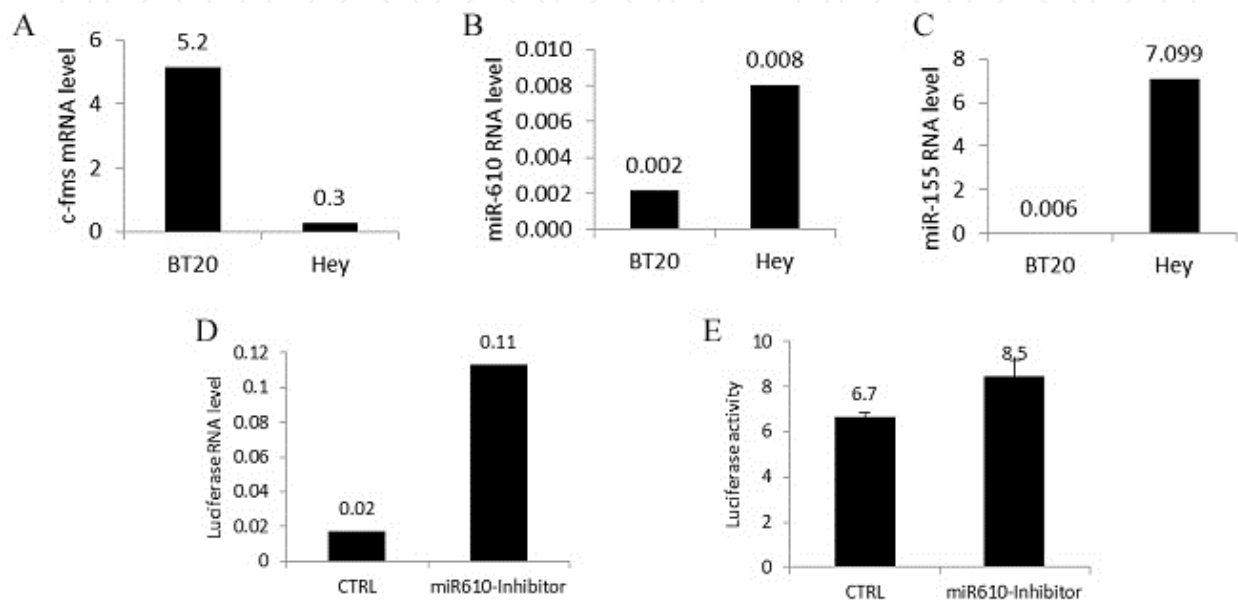 A
c-fms mRNA level
6
4
2
0
5.2
0.3
BT20
Hey
B
miR-610 RNA level
0.010
0.008
0.006
0.004
0.002
0.000
0.002
0.008
BT20
Hey
C
miR-155 RNA level
8
6
4
2
0
0.006
7.099
BT20
Hey
D
Luciferase RNA level
0.12
0.1
0.08
0.06
0.04
0.02
0
0.02
0.11
CTRL
miR610-Inhibitor
E
Luciferase activity
10
8
6
4
2
0
6.7
8.5
CTRL
miR610-Inhibitor